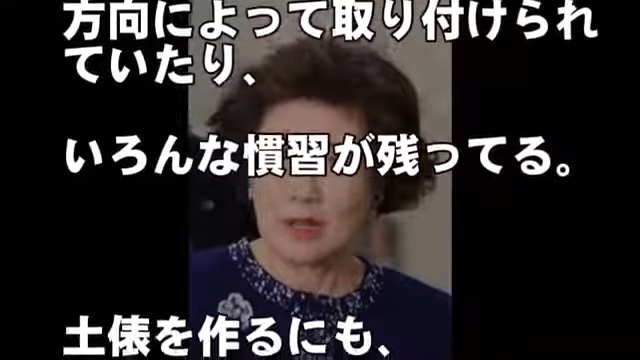 方向によって取り付けられ
ていたり、
いろんな慣習が残ってる。
土俵を作るにも、